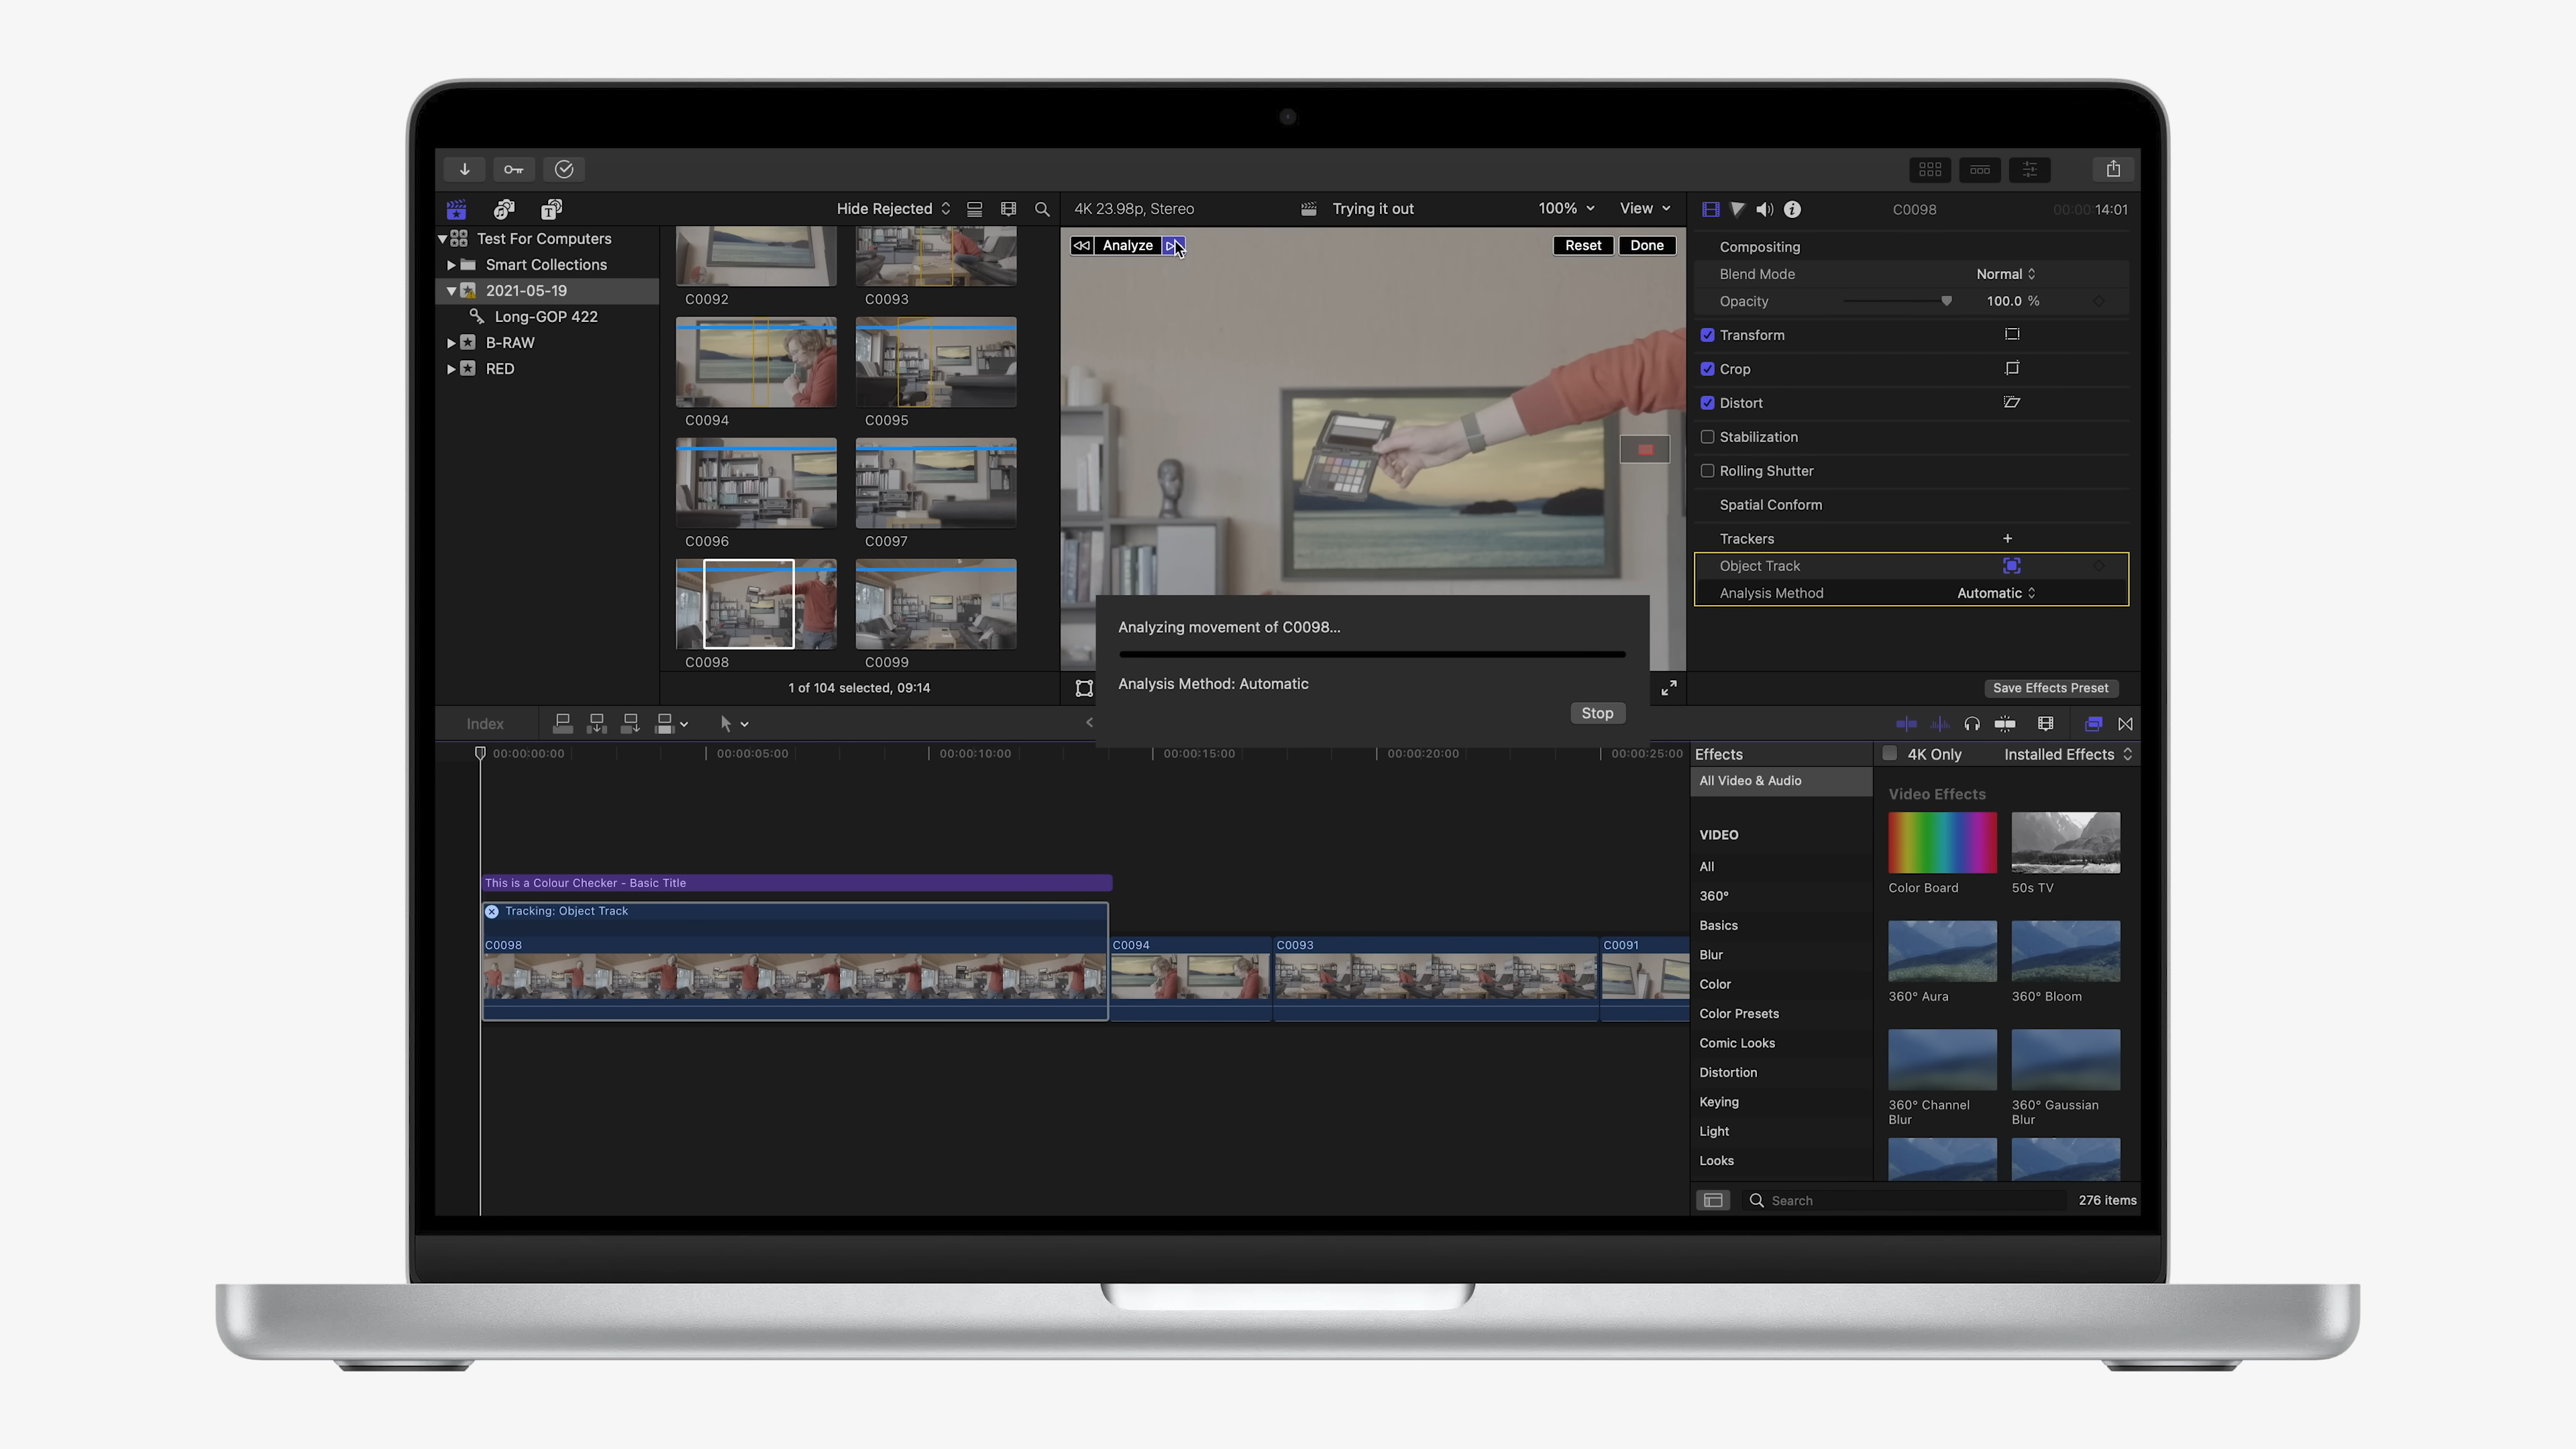 Hide Rejected
4K 23.98p, Stereo
Trying it out
100%
View
C0098
00:00:14:01
Test For Computers
Smart Collections
2021-05-19
Long-GOP 422
B-RAW
RED
C0092
C0093
C0094
C0095
C0096
C0097
C0098
C0099
1 of 104 selected, 09:14
Analyze
Reset
Done
Compositing
Blend Mode
Normal
Opacity
100.0 %
Transform
Crop
Distort
Stabilization
Rolling Shutter
Spatial Conform
Trackers
+
Object Track
Analysis Method
Automatic
Save Effects Preset
Analyzing movement of C0098...
Analysis Method: Automatic
Stop
Index
00:00:00:00
00:00:05:00
00:00:10:00
00:00:15:00
00:00:20:00
00:00:25:00
This is a Colour Checker - Basic Title
Tracking: Object Track
C0098
C0094
C0093
C0091
Effects
4K Only
Installed Effects
All Video & Audio
VIDEO
All
360°
Basics
Blur
Color
Color Presets
Comic Looks
Distortion
Keying
Light
Looks
Video Effects
Color Board
50s TV
360° Aura
360° Bloom
360° Channel
Blur
360° Gaussian
Blur
Search
276 items